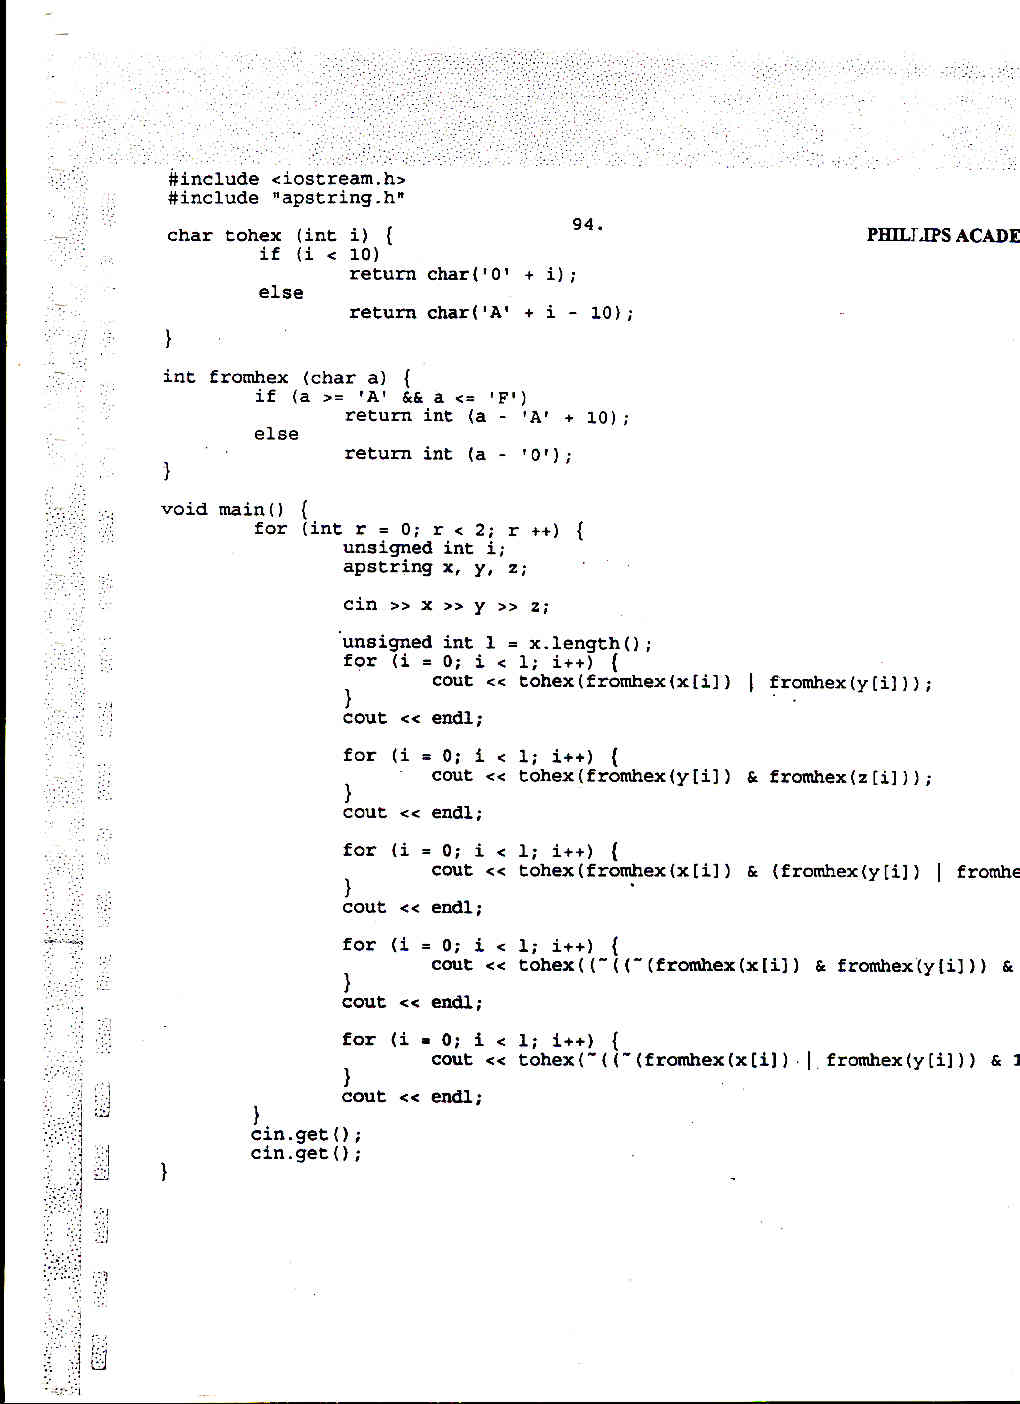 #include <iostream.h>
#include "apstring.h"
94.
PHILLIPS ACADE
char tohex (int i) {
if (i < 10)
return char('0' + i);
else
return char('A' + i - 10);
}
int fromhex (char a) {
if (a >= 'A' && a <= 'F')
return int (a - 'A' + 10);
else
return int (a - '0');
}
void main() {
for (int r = 0; r < 2; r ++) {
unsigned int i;
apstring x, y, z;
cin >> x >> y >> z;
unsigned int l = x.length();
for (i = 0; i < l; i++) {
cout << tohex(fromhex(x[i]) | fromhex(y[i]));
}
cout << endl;
for (i = 0; i < l; i++) {
cout << tohex(fromhex(y[i]) & fromhex(z[i]));
}
cout << endl;
for (i = 0; i < l; i++) {
cout << tohex(fromhex(x[i]) & (fromhex(y[i]) | fromhe
}
cout << endl;
for (i = 0; i < l; i++) {
cout << tohex((~((~(fromhex(x[i]) & fromhex(y[i])) &
}
cout << endl;
for (i = 0; i < l; i++) {
cout << tohex(~((~(fromhex(x[i]) | fromhex(y[i])) & 1
}
cout << endl;
}
cin.get();
cin.get();
}